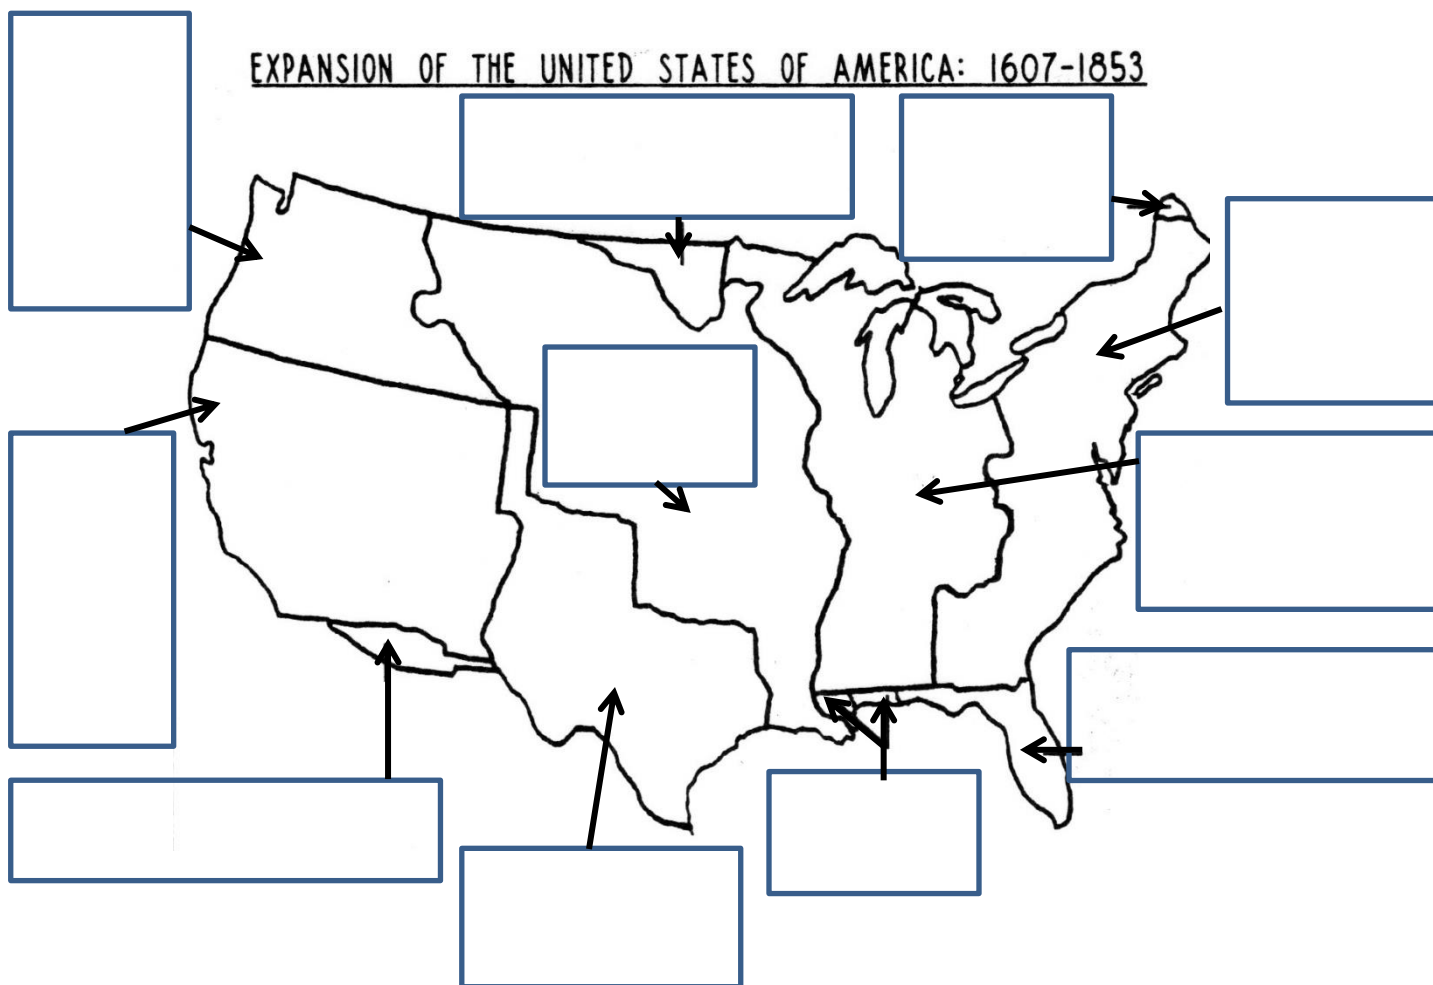 EXPANSION OF THE UNITED STATES OF AMERICA: 1607-1853